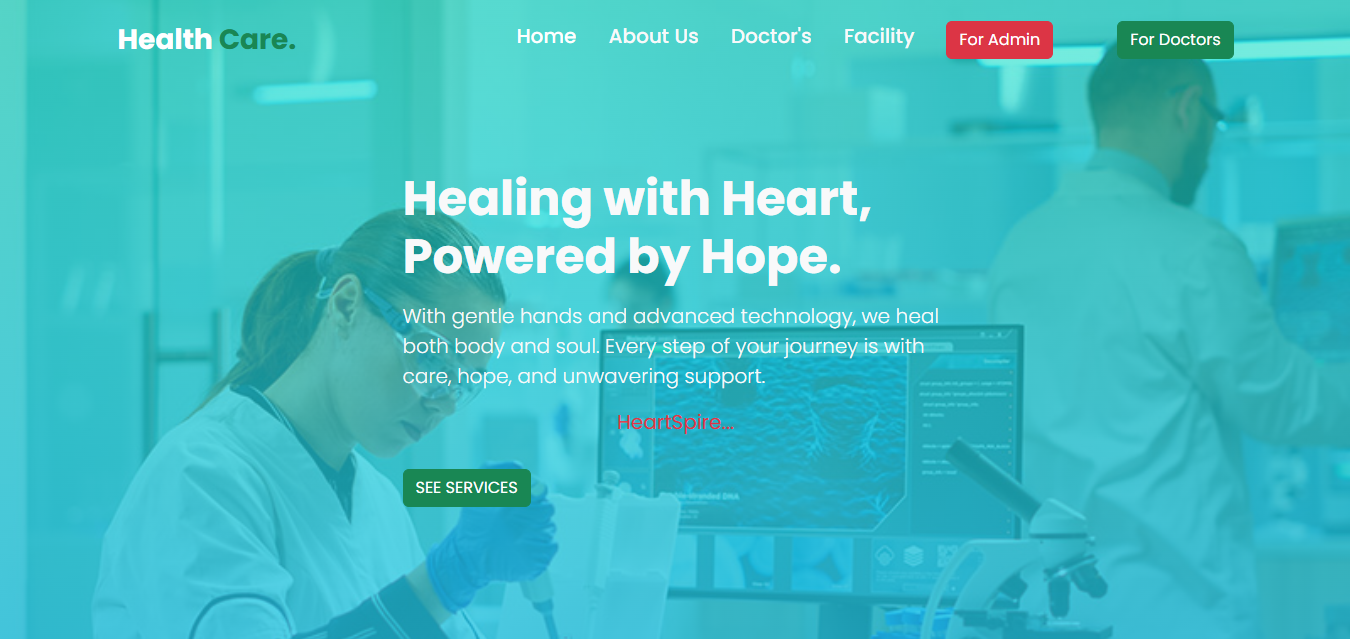 Health Care.
Home About Us Doctor's Facility For Admin For Doctors
Healing with Heart,
Powered by Hope.
With gentle hands and advanced technology, we heal
both body and soul. Every step of your journey is with
care, hope, and unwavering support.
HeartSpire...
SEE SERVICES